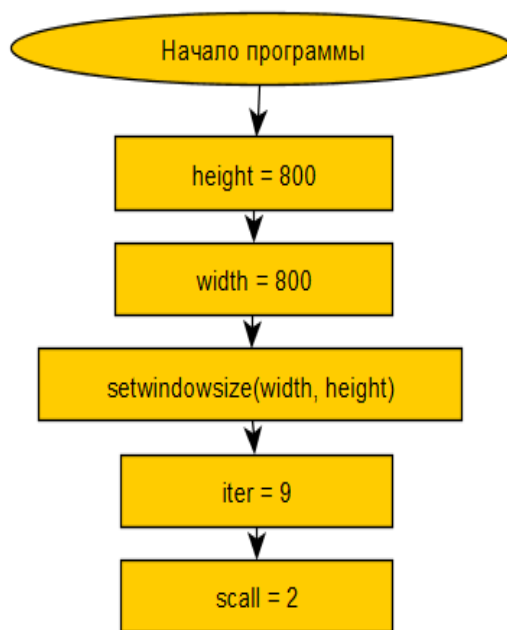 Начало программы
height = 800
width = 800
setwindowsize(width, height)
iter = 9
scall = 2